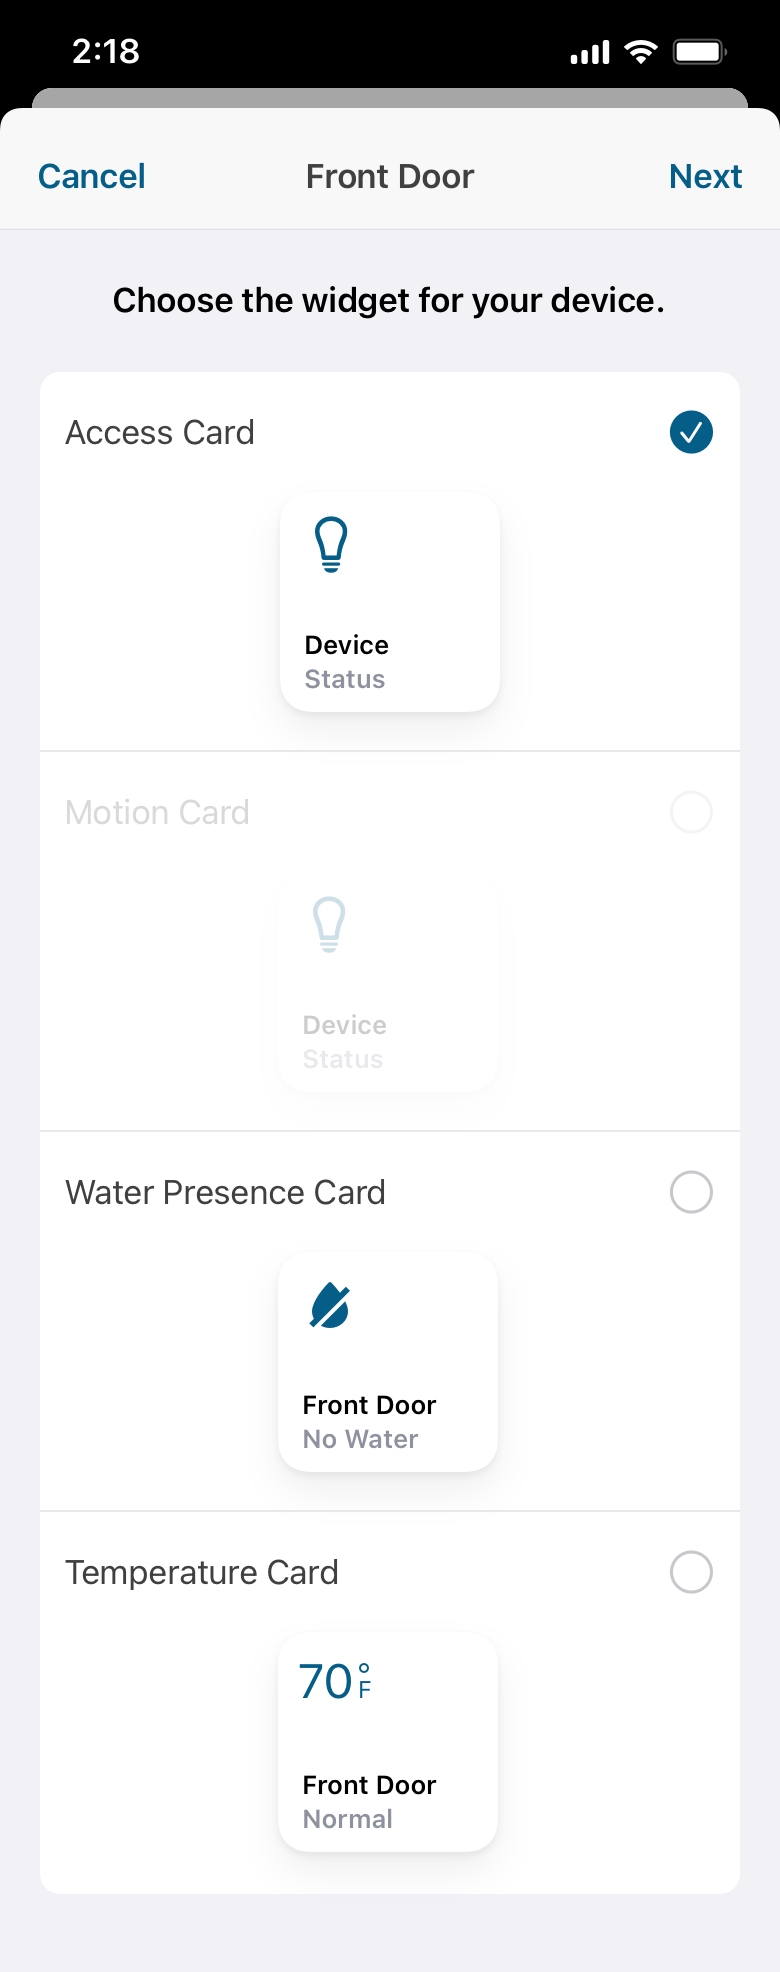 2:18
Cancel
Front Door
Next
Choose the widget for your device.
Access Card
Device
Status
Motion Card
Device
Status
Water Presence Card
Front Door
No Water
Temperature Card
70°F
Front Door
Normal